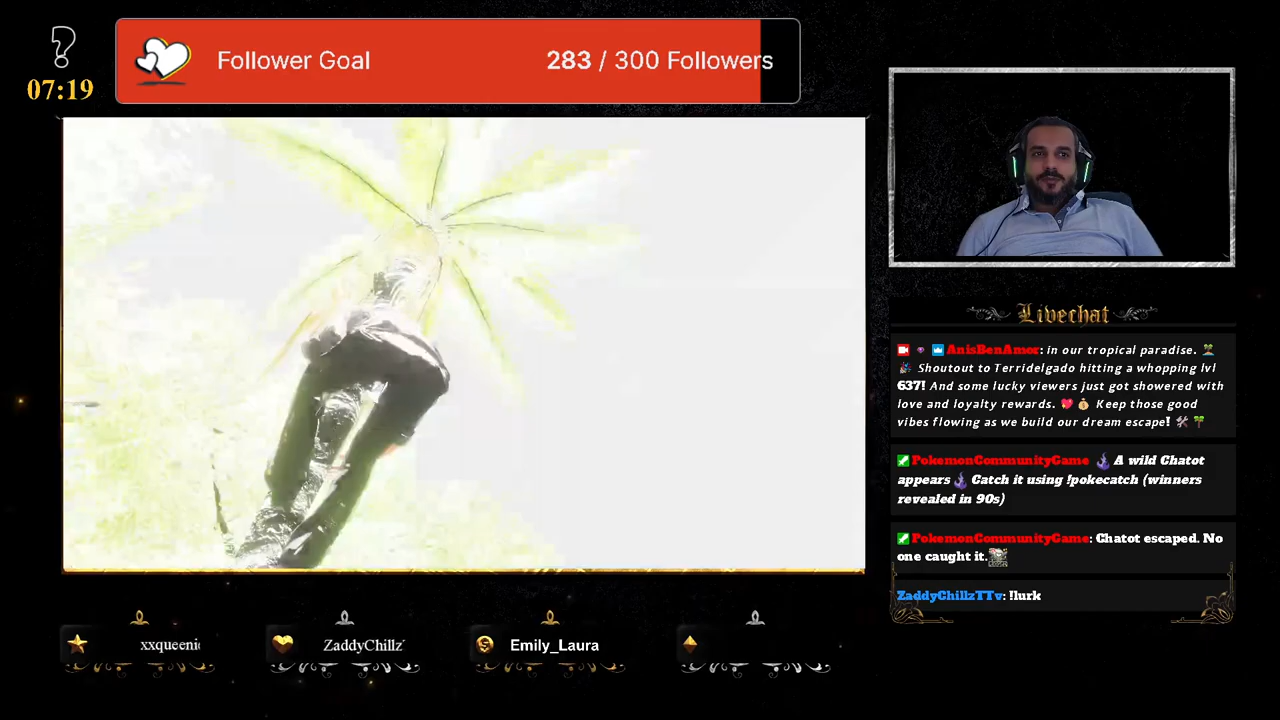 Follower Goal 283 / 300 Followers
07:19
Livechat
AnisBenAmor: in our tropical paradise.
Shoutout to Terridelgado hitting a whopping lvl
637! And some lucky viewers just got showered with
love and loyalty rewards. Keep those good
vibes flowing as we build our dream escape!
PokemonCommunityGame A wild Chatot
appears Catch it using !pokecatch (winners
revealed in 90s)
PokemonCommunityGame: Chatot escaped. No
one caught it.
ZaddyChillzTTv: !lurk
xxqueeni
ZaddyChillz
Emily_Laura